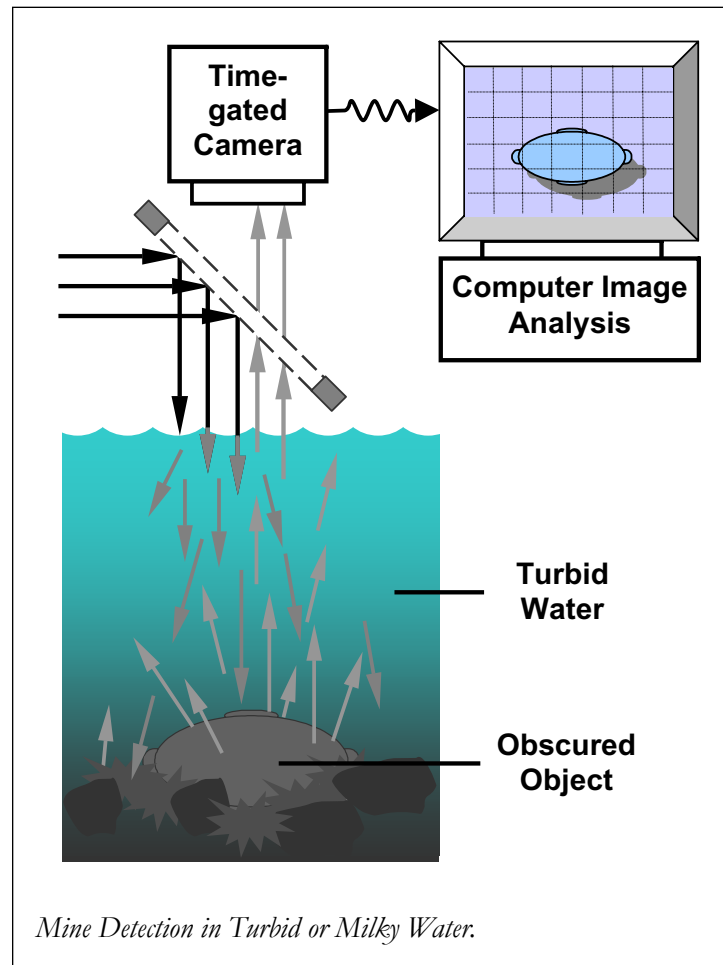 Time-
gated
Camera
Computer Image
Analysis
Turbid
Water
Obscured
Object
Mine Detection in Turbid or Milky Water.